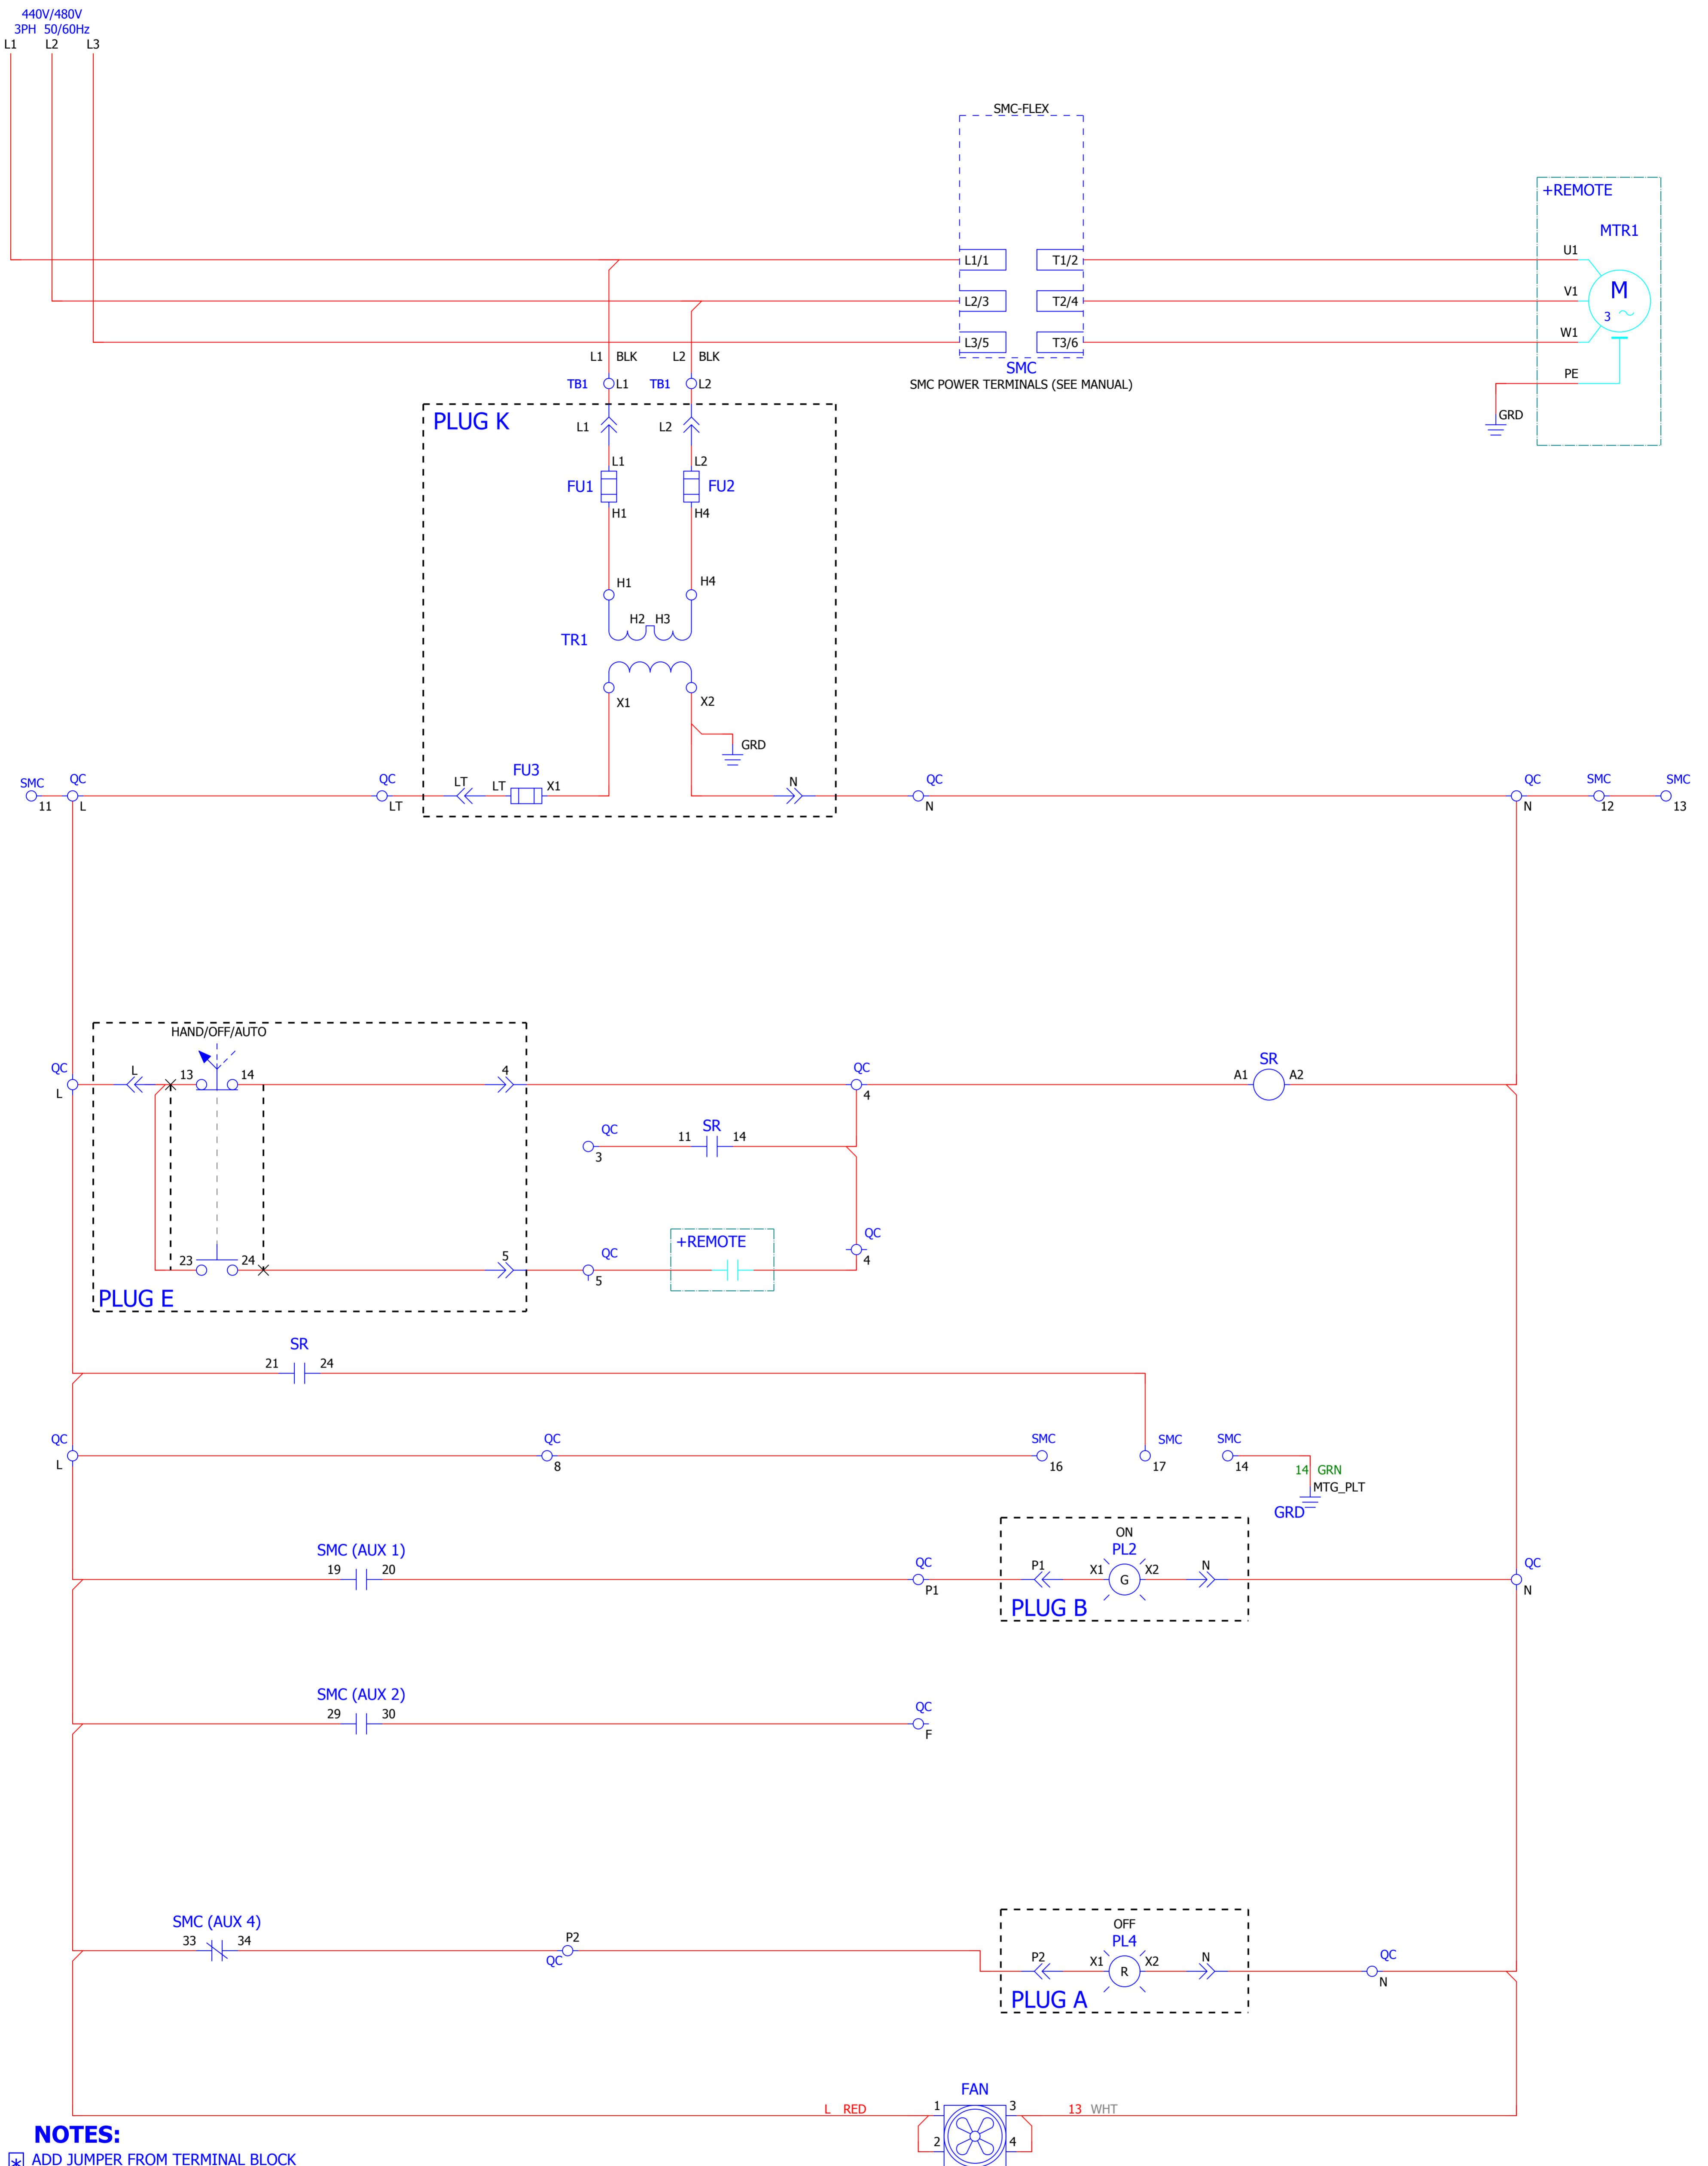 440V/480V
3PH 50/60Hz
L1 L2 L3
SMC-FLEX
+REMOTE
MTR1
L1/1 T1/2 U1
L2/3 T2/4 V1 M
3
L3/5 T3/6 W1
L1 BLK L2 BLK
SMC
PE
TB1 L1 TB1 L2
SMC POWER TERMINALS (SEE MANUAL)
GRD
PLUG K
L1 L2
L1 L2
FU1 FU2
H1 H4
H1 H4
H2 H3
TR1
X1 X2
GRD
FU3
SMC QC QC LT LT X1 N QC QC SMC SMC
11 L LT N N 12 13
HAND/OFF/AUTO
QC L 13 14 4 QC A1 SR A2
L 4
QC 11 SR 14
3
+REMOTE
QC
23 24 5 QC
5 4
PLUG E
SR
21 24
QC QC SMC SMC SMC
L 8 16 17 14
14 GRN
MTG_PLT
GRD
ON
SMC (AUX 1) PL2
19 20 QC P1 X1 G X2 N QC
P1 N
PLUG B
SMC (AUX 2)
29 30 QC
F
OFF
SMC (AUX 4) PL4
33 34 P2
QC
P2 X1 R X2 N QC
N
PLUG A
FAN
L RED 1 3 13 WHT
2 4
NOTES:
* ADD JUMPER FROM TERMINAL BLOCK